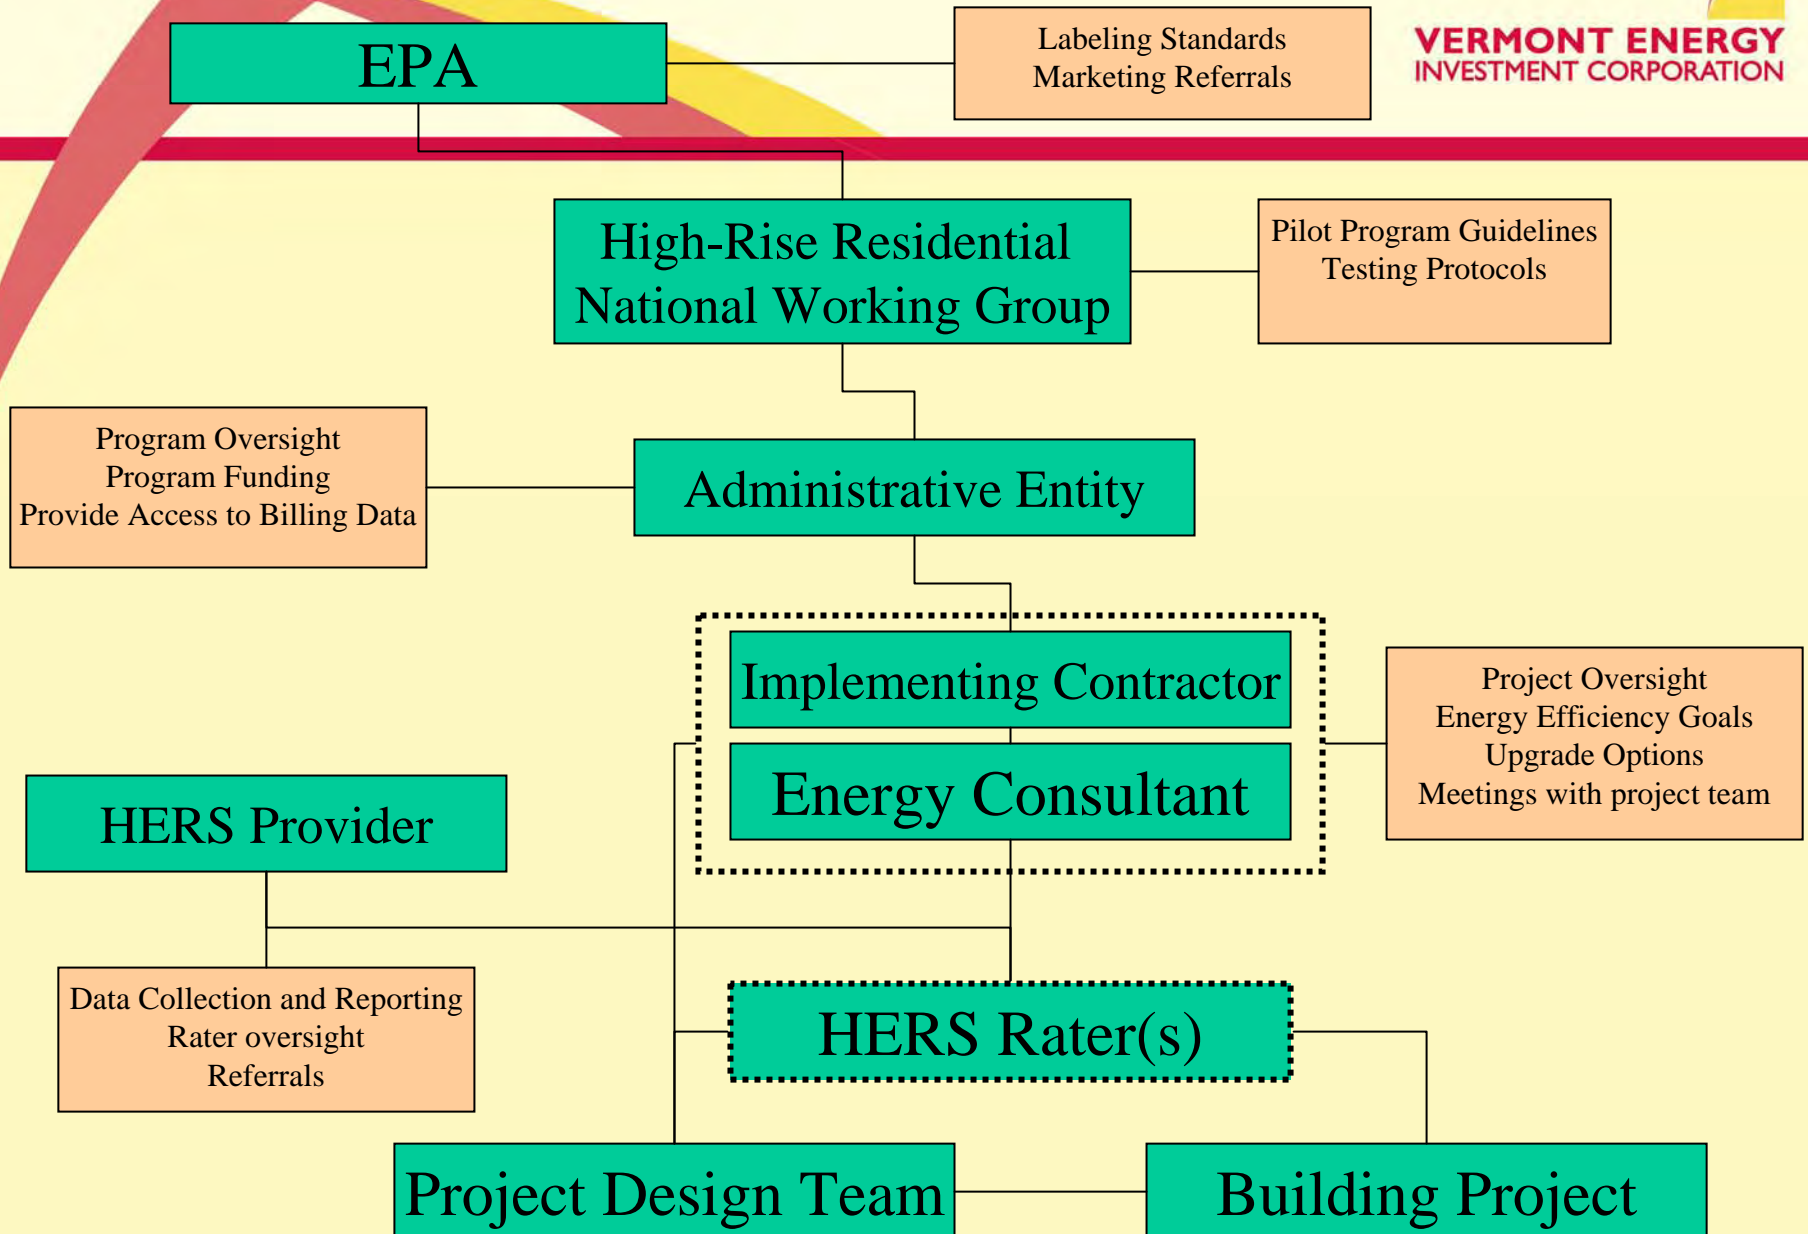 EPA
Labeling Standards
Marketing Referrals
VERMONT ENERGY
INVESTMENT CORPORATION
High-Rise Residential
National Working Group
Pilot Program Guidelines
Testing Protocols
Program Oversight
Program Funding
Provide Access to Billing Data
Administrative Entity
Implementing Contractor
Energy Consultant
Project Oversight
Energy Efficiency Goals
Upgrade Options
Meetings with project team
HERS Provider
Data Collection and Reporting
Rater oversight
Referrals
HERS Rater(s)
Project Design Team
Building Project